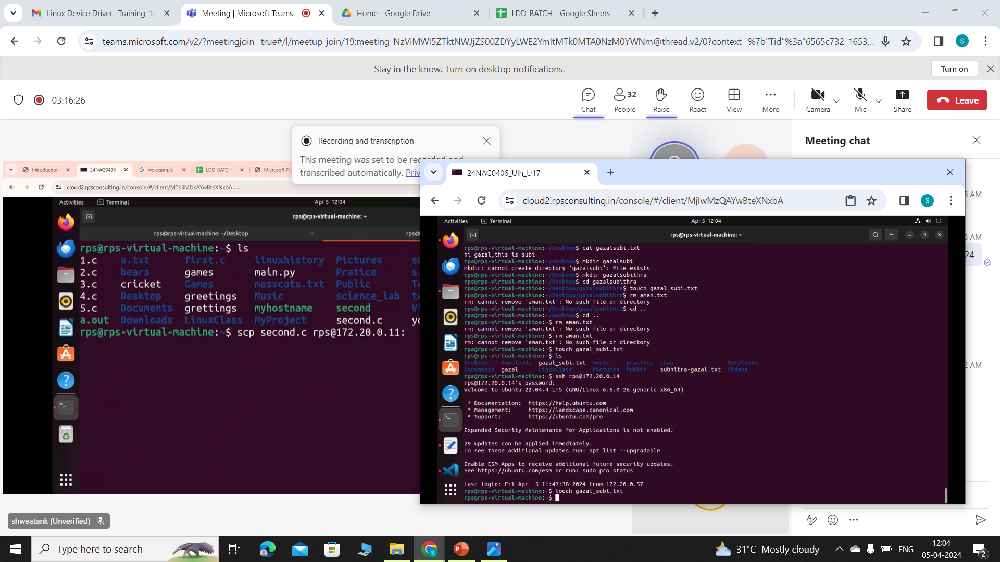 Linux Device Driver _Training_1s
Meeting | Microsoft Teams
Home - Google Drive
LDD_BATCH - Google Sheets
teams.microsoft.com/v2/?meetingjoin=true#/l/meetup-join/19:meeting_NzViMWI5ZTktNWJjZS00ZDYyLWE2YmItMTk0MTA0NzM0YWNm@thread.v2/0?context=%7b"Tid"%3a"6565c732-1653...
S
Stay in the know. Turn on desktop notifications.
Turn on
03:16:26
Chat
32
People
Raise
React
View
More
Camera
Mic
Share
Leave
Recording and transcription
This meeting was set to be recorded and
transcribed automatically. Priv
Meeting chat
Introduction
24NAG0406_
wc example
LDD_BATCH
Microsoft Po
cloud2.rpsconsulting.in/console/#/client/MTk3MDkAYwBteXNxbA==
Activities
Terminal
Apr 5 12:04
rps@rps-virtual-machine: ~
rps@rps-virtual-machine: ~/Desktop
rps@
rps@rps-virtual-machine:~$ ls
1.c a.txt first.c linuxhistory Pictures sn
2.c bears games main.py Pratice s.
3.c cricket Games masscots.txt Public Te
4.c Desktop greetings Music science_lab te
5.c Documents grettings myhostname second Vi
a.out Downloads LinuxClass MyProject second.c yo
rps@rps-virtual-machine:~$ scp second.c rps@172.20.0.11:
24NAG0406_Ulh_U17
cloud2.rpsconsulting.in/console/#/client/MjIwMzQAYwBteXNxbA==
S
Activities
Terminal
Apr 5 12:04
rps@rps-virtual-machine: ~
rps@rps-virtual-machine:~/Desktop$ cat gazalsubi.txt
hi gazal,this is subi
rps@rps-virtual-machine:~/Desktop$ mkdir gazalsubi
mkdir: cannot create directory ‘gazalsubi’: File exists
rps@rps-virtual-machine:~/Desktop$ mkdir gazalsubithra
rps@rps-virtual-machine:~/Desktop$ cd gazalsubithra
rps@rps-virtual-machine:~/Desktop/gazalsubithra$ touch gazal_subi.txt
rps@rps-virtual-machine:~/Desktop/gazalsubithra$ rm aman.txt
rm: cannot remove 'aman.txt': No such file or directory
rps@rps-virtual-machine:~/Desktop/gazalsubithra$ cd ..
rps@rps-virtual-machine:~/Desktop$ cd ..
rps@rps-virtual-machine:~$ rm aman.txt
rm: cannot remove 'aman.txt': No such file or directory
rps@rps-virtual-machine:~$ rm aman.txt
rm: cannot remove 'aman.txt': No such file or directory
rps@rps-virtual-machine:~$ touch gazal_subi.txt
rps@rps-virtual-machine:~$ ls
Desktop Downloads gazal_subi.txt Music practice snap Templates
Documents gazal LinuxClass Pictures Public subhitra-gazal.txt Videos
rps@rps-virtual-machine:~$ ssh rps@172.20.0.14
rps@172.20.0.14's password:
Welcome to Ubuntu 22.04.4 LTS (GNU/Linux 6.5.0-26-generic x86_64)
* Documentation: https://help.ubuntu.com
* Management: https://landscape.canonical.com
* Support: https://ubuntu.com/pro
Expanded Security Maintenance for Applications is not enabled.
29 updates can be applied immediately.
To see these additional updates run: apt list --upgradable
Enable ESM Apps to receive additional future security updates.
See https://ubuntu.com/esm or run: sudo pro status
Last login: Fri Apr 5 11:43:38 2024 from 172.20.0.57
rps@rps-virtual-machine:~$ touch gazal_subi.txt
rps@rps-virtual-machine:~$
AM
AM
24
AM
shweatank (Unverified)
Type here to search
31°C Mostly cloudy
ENG
12:04
05-04-2024
2